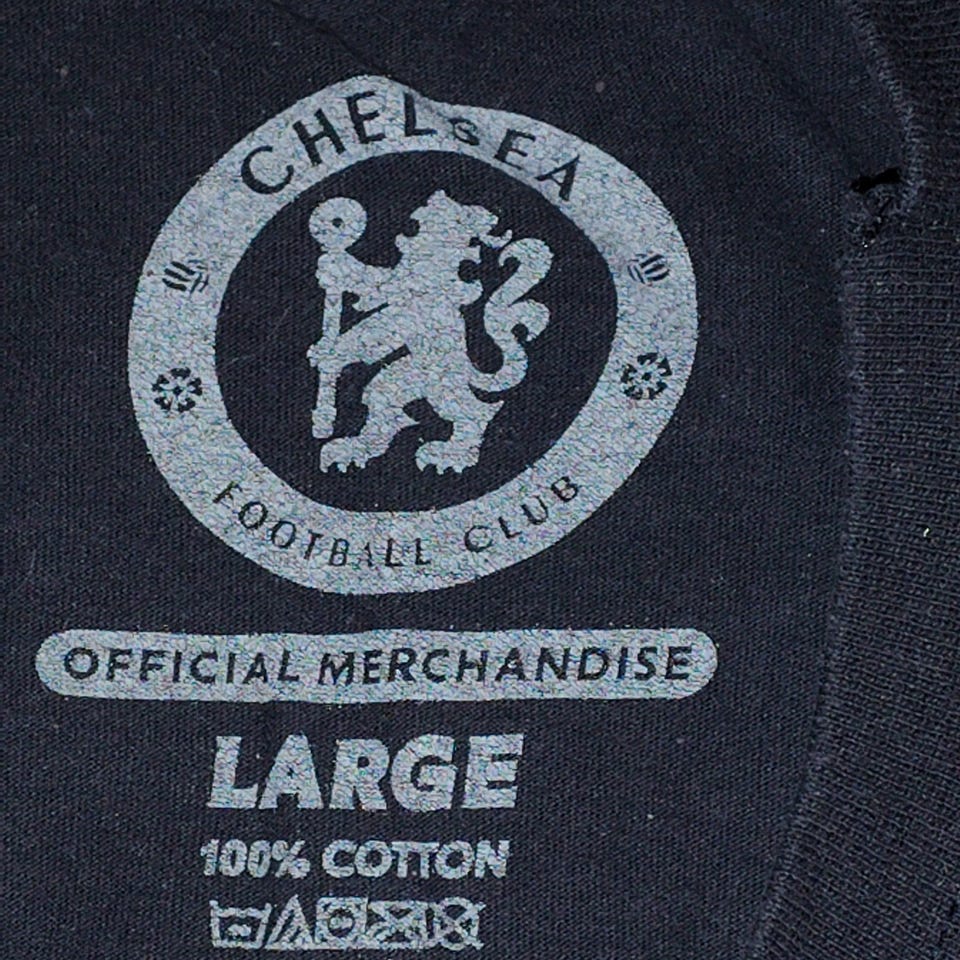 CHELSEA
FOOTBALL CLUB
OFFICIAL MERCHANDISE
LARGE
100% COTTON